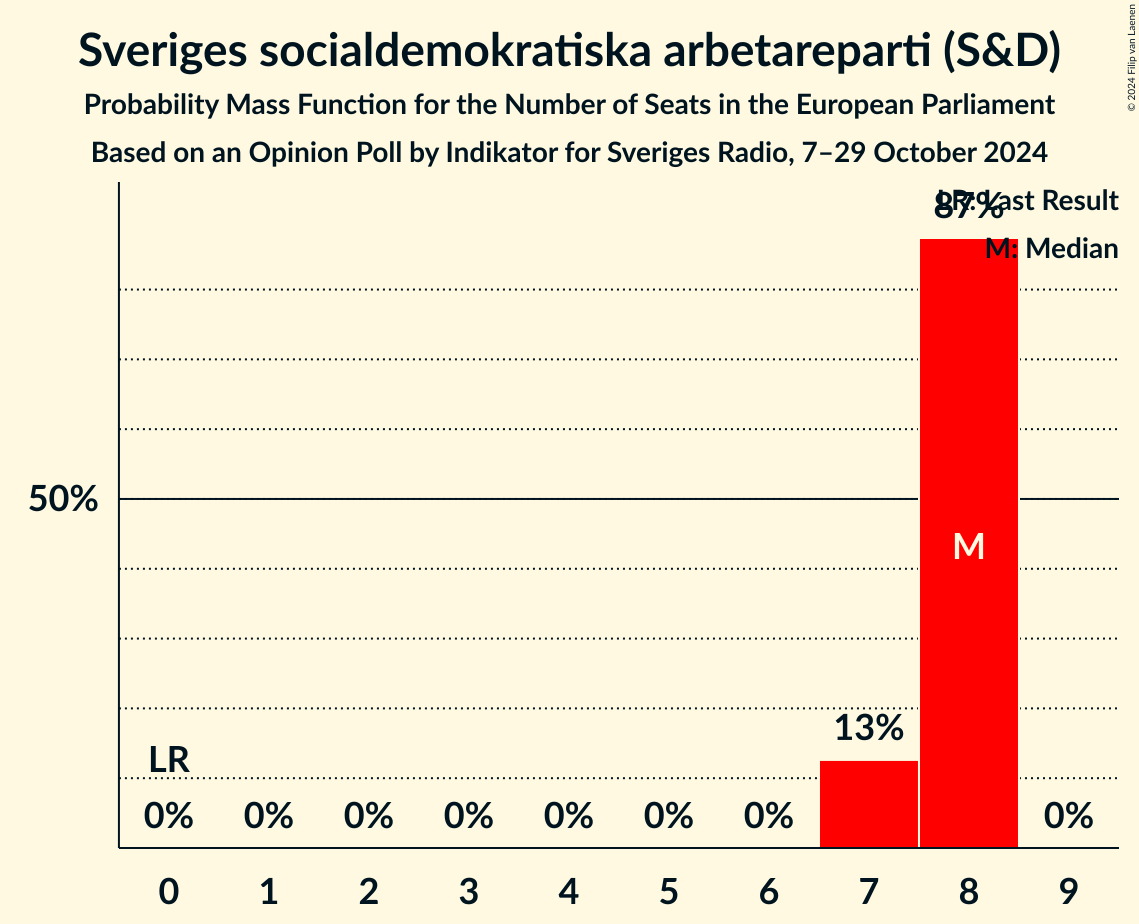 Sveriges socialdemokratiska arbetareparti (S&D)
Probability Mass Function for the Number of Seats in the European Parliament
Based on an Opinion Poll by Indikator for Sveriges Radio, 7–29 October 2024
© 2024 Filip van Laenen
LR: Last Result
87%
M: Median
50%
M
13%
LR
0% 0% 0% 0% 0% 0% 0% 0%
0 1 2 3 4 5 6 7 8 9